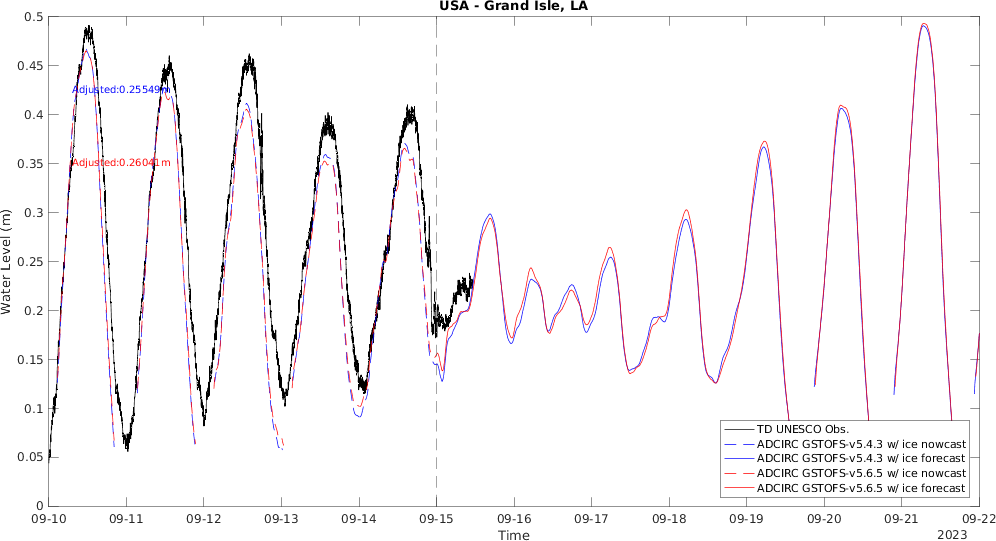 USA - Grand Isle, LA
0.5
0.45
0.4
0.35
0.3
0.25
0.2
0.15
0.1
0.05
0
Water Level (m)
Adjusted:0.25549m
Adjusted:0.26041m
TD UNESCO Obs.
ADCIRC GSTOFS-v5.4.3 w/ ice nowcast
ADCIRC GSTOFS-v5.4.3 w/ ice forecast
ADCIRC GSTOFS-v5.6.5 w/ ice nowcast
ADCIRC GSTOFS-v5.6.5 w/ ice forecast
09-10 09-11 09-12 09-13 09-14 09-15 09-16 09-17 09-18 09-19 09-20 09-21 09-22
Time
2023